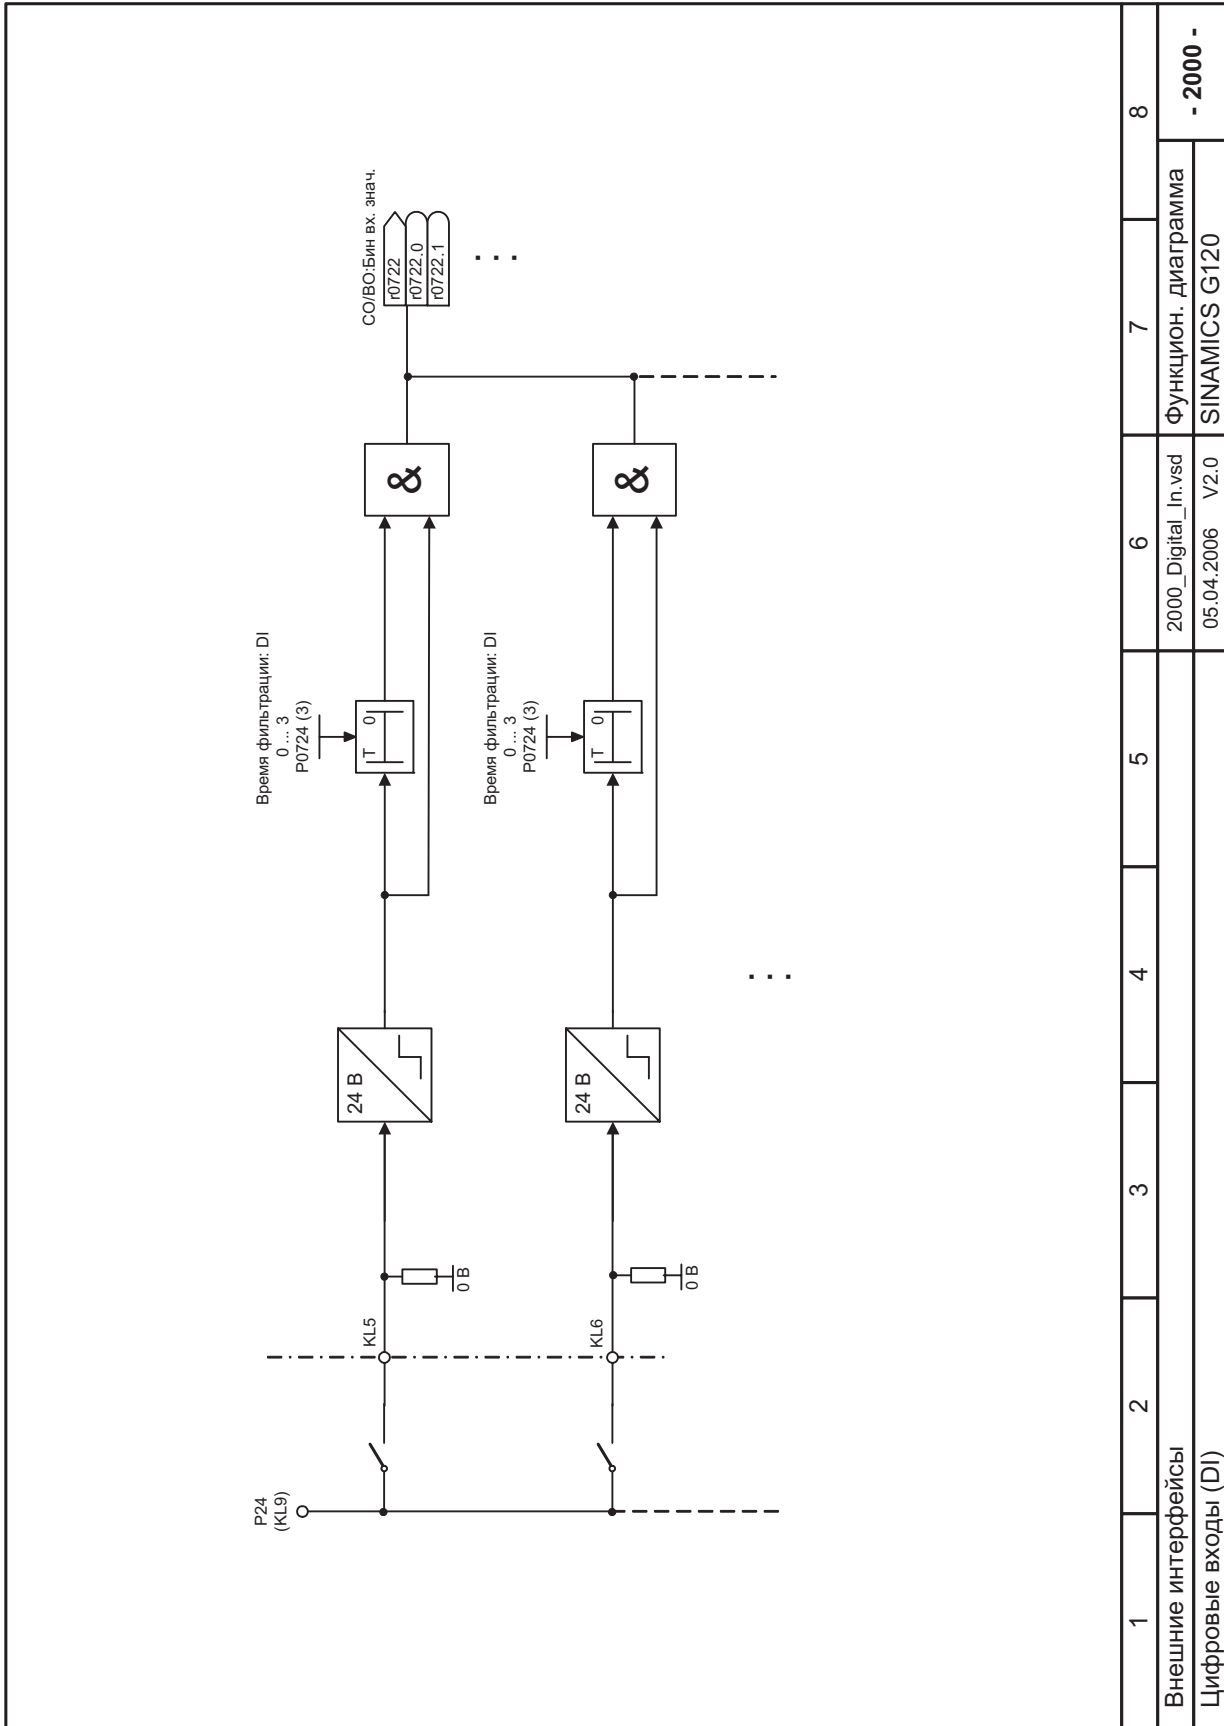 P24
(KL9)
KL5
0 В
24 В
Время фильтрации: DI
0 ... 3
P0724 (3)
T 0
&
CO/BO:Бин вх. знач.
r0722
r0722.0
r0722.1
. . .
KL6
0 В
24 В
Время фильтрации: DI
0 ... 3
P0724 (3)
T 0
&
. . .
1 2 3 4 5 6 7 8
Внешние интерфейсы 2000_Digital_In.vsd Функцион. диаграмма - 2000 -
Цифровые входы (DI) 05.04.2006 V2.0 SINAMICS G120